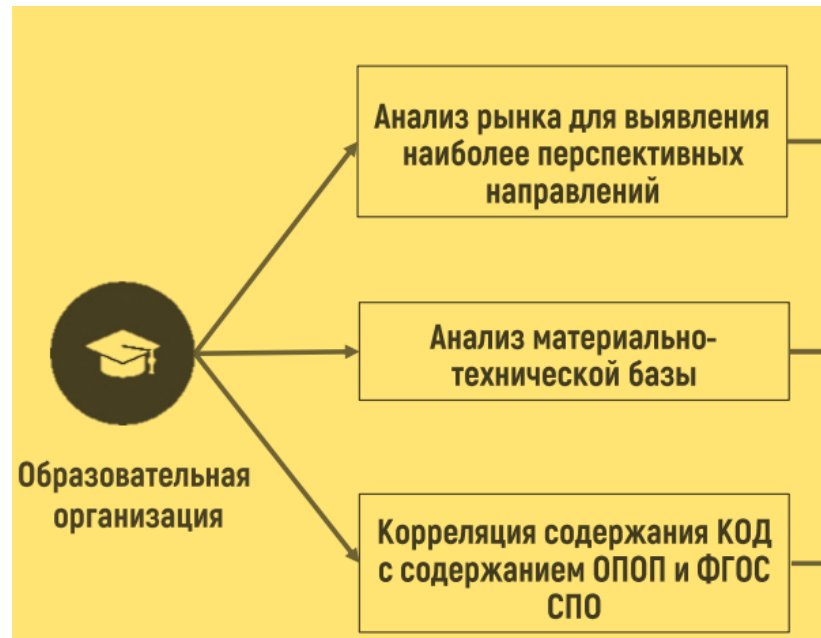 Анализ рынка для выявления
наиболее перспективных
направлений
Анализ материально-
технической базы
Образовательная
организация
Корреляция содержания КОД
с содержанием ОПОП и ФГОС
СПО